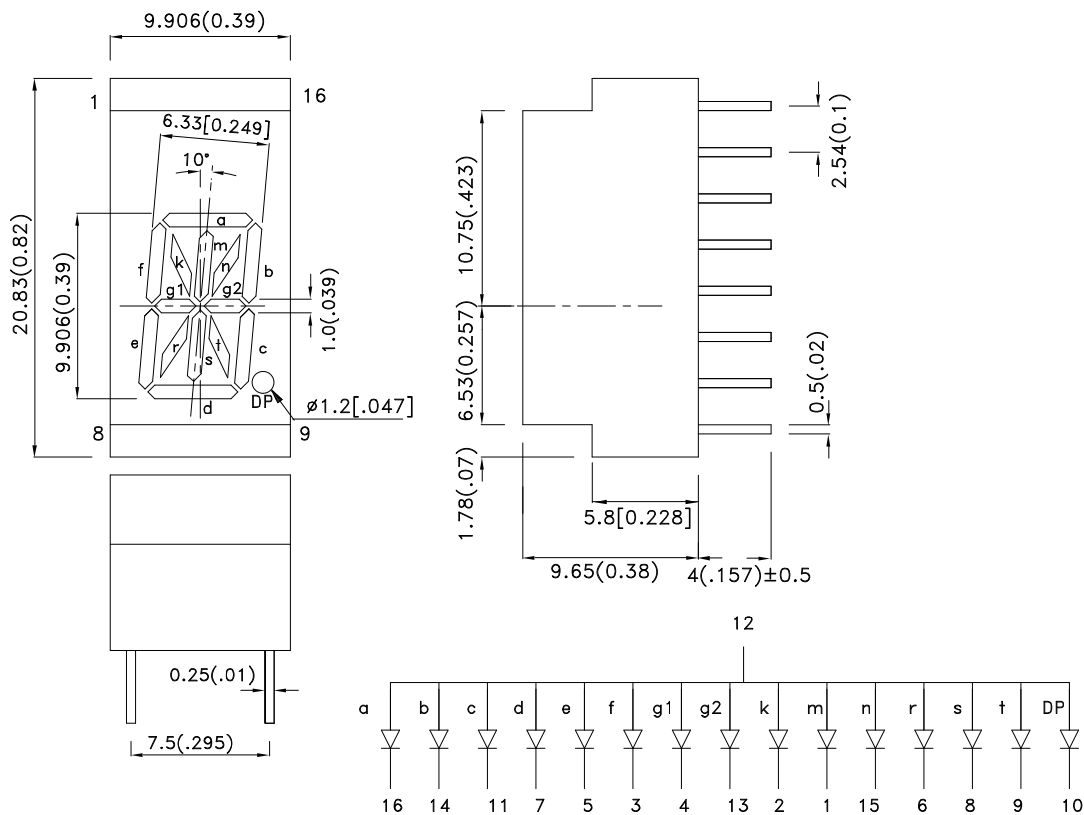 9.906(0.39)
1
16
6.33[0.249]
10°
20.83(0.82)
9.906(0.39)
a
m
f
k
n
b
g1
g2
1.0(.039)
e
r
s
t
c
d
DP
ø1.2[.047]
8
9
10.75(.423)
6.53(0.257)
1.78(.07)
2.54(0.1)
0.5(.02)
5.8[0.228]
9.65(0.38)
4(.157)±0.5
0.25(.01)
7.5(.295)
12
a b c d e f g1 g2 k m n r s t DP
16 14 11 7 5 3 4 13 2 1 15 6 8 9 10